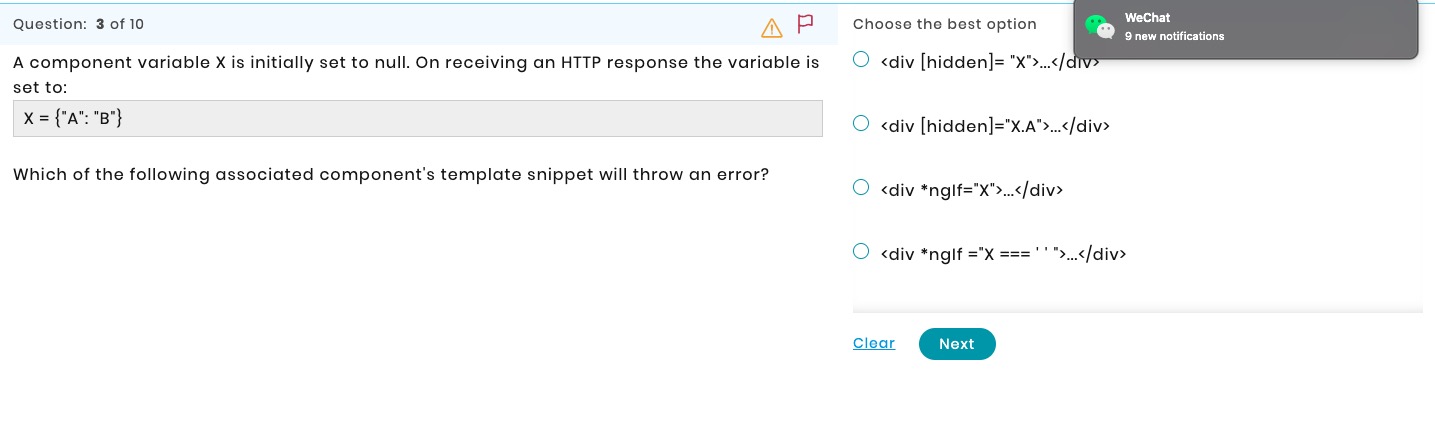 Question: 3 of 10
A component variable X is initially set to null. On receiving an HTTP response the variable is
set to:
X = {"A": "B"}
Which of the following associated component's template snippet will throw an error?
Choose the best option
WeChat
9 new notifications
<div [hidden]= "X">...</div>
<div [hidden]="X.A">...</div>
<div *ngIf="X">...</div>
<div *ngIf ="X === ' ' ">...</div>
Clear
Next